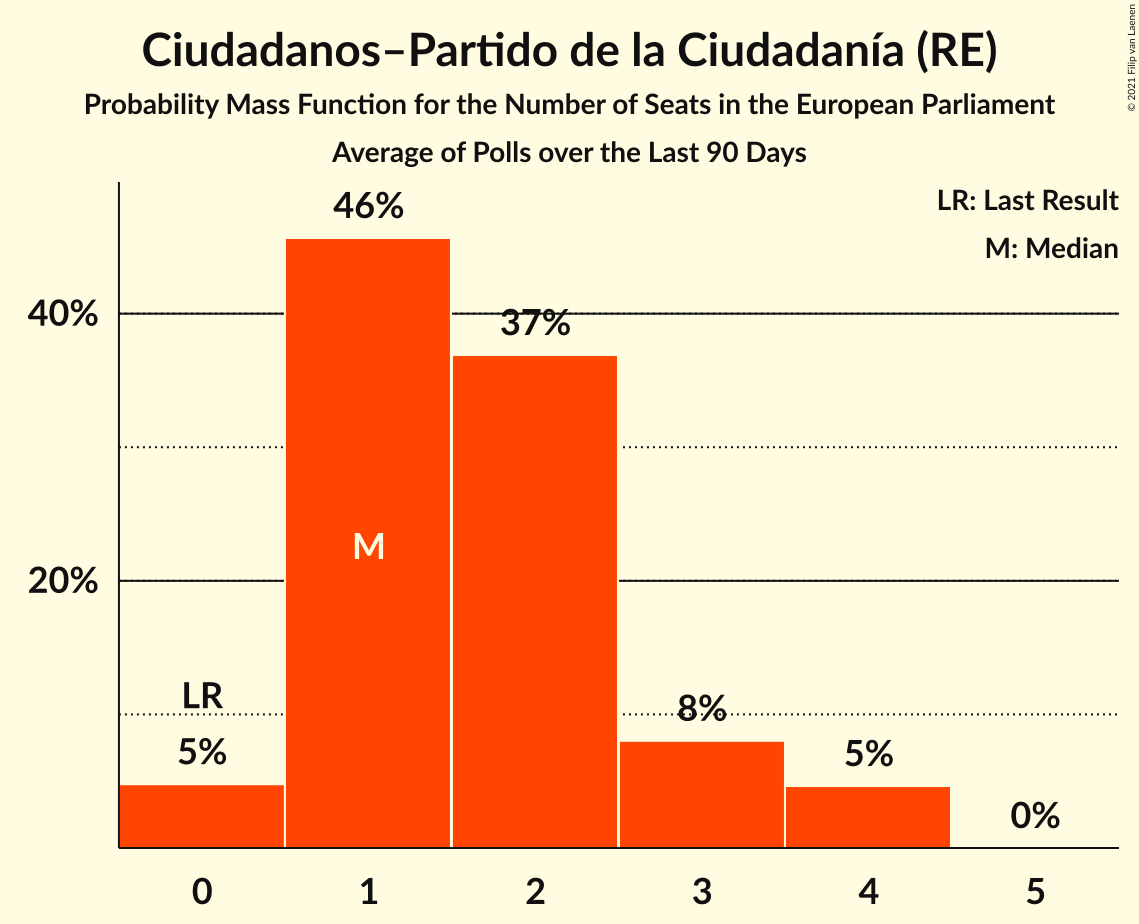 Ciudadanos–Partido de la Ciudadanía (RE)
Probability Mass Function for the Number of Seats in the European Parliament
Average of Polls over the Last 90 Days
© 2021 Filip van Laenen
LR: Last Result
M: Median
46%
40%
37%
M
20%
LR
8%
5%
5%
0%
0 1 2 3 4 5